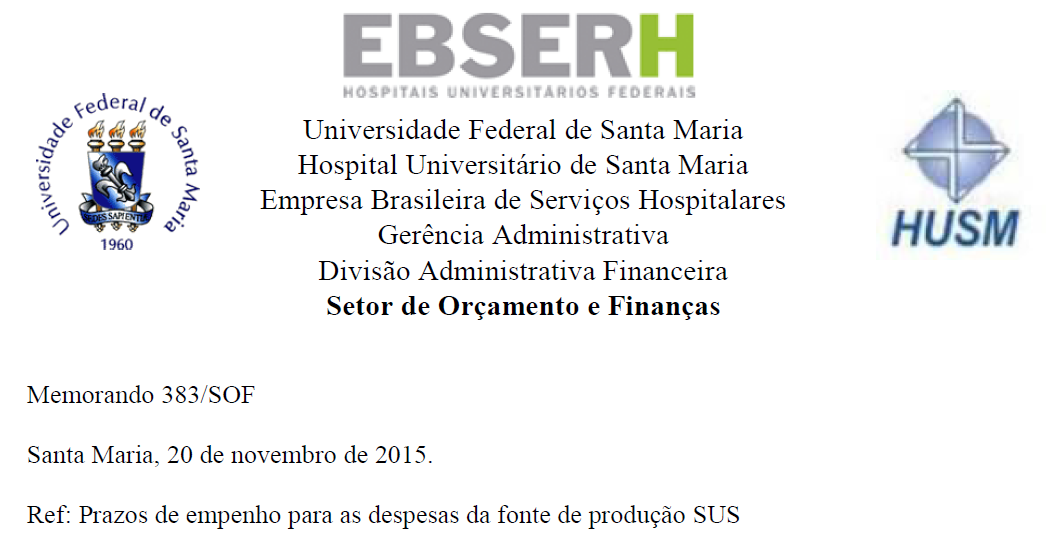 EBSERH
HOSPITAIS UNIVERSITÁRIOS FEDERAIS
Universidade Federal de Santa Maria
SEDES SAPIENTIA
1960
Universidade Federal de Santa Maria
Hospital Universitário de Santa Maria
Empresa Brasileira de Serviços Hospitalares
Gerência Administrativa
Divisão Administrativa Financeira
Setor de Orçamento e Finanças
HUSM
Memorando 383/SOF
Santa Maria, 20 de novembro de 2015.
Ref: Prazos de empenho para as despesas da fonte de produção SUS